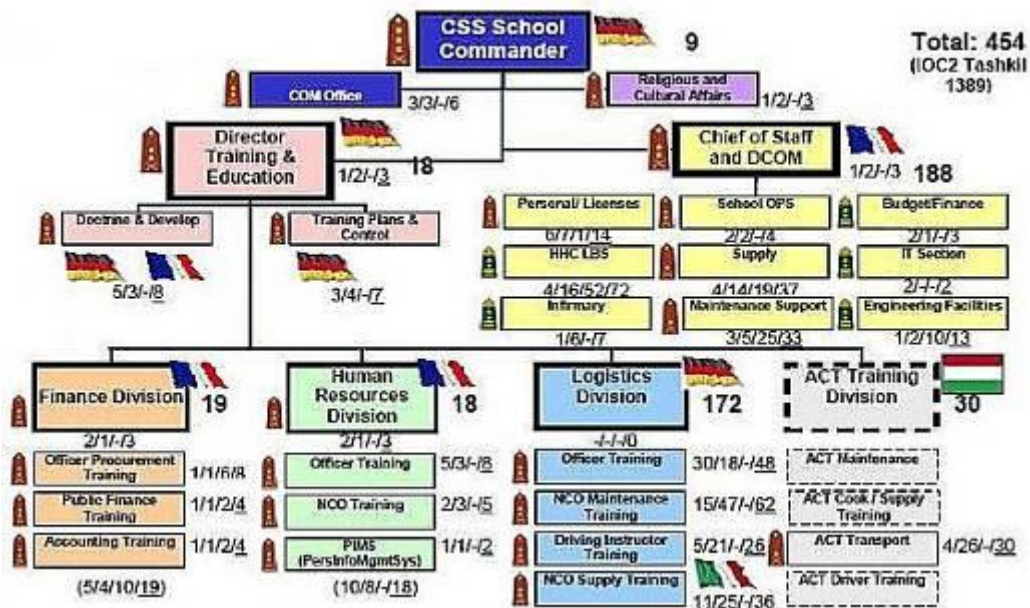 CSS School
Commander
9
Total: 454
(IOC2 Tashkil
1389)
COM Office
3/3/-/6
Religious and
Cultural Affairs
1/2/-/3
Director
Training &
Education
1/2/-/3
18
Chief of Staff
and DCOM
1/2/-/3
188
Doctrine & Develop
5/3/-/8
Training Plans &
Control
3/4/-/7
Personal/ Licenses
6/7/1/14
School OPS
2/2/-/4
Budget/Finance
2/1/-/3
HHC LBS
4/16/52/72
Supply
4/14/19/37
IT Section
2/-/-/2
Infirmary
1/6/-/7
Maintenance Support
3/5/25/33
Engineering Facilities
1/2/10/13
Finance Division
19
2/1/-/3
Officer Procurement
Training
1/1/6/8
Public Finance
Training
1/1/2/4
Accounting Training
1/1/2/4
(5/4/10/19)
Human
Resources
Division
18
2/1/-/3
Officer Training
5/3/-/8
NCO Training
2/3/-/5
PIMS
(PersInfoMgmtSys)
1/1/-/2
(10/8/-/18)
Logistics
Division
172
-/-/-/0
Officer Training
30/18/-/48
NCO Maintenance
Training
15/47/-/62
Driving Instructor
Training
5/21/-/26
NCO Supply Training
11/25/-/36
ACT Training
Division
30
ACT Maintenance
ACT Cook / Supply
Training
ACT Transport
4/26/-/30
ACT Driver Training